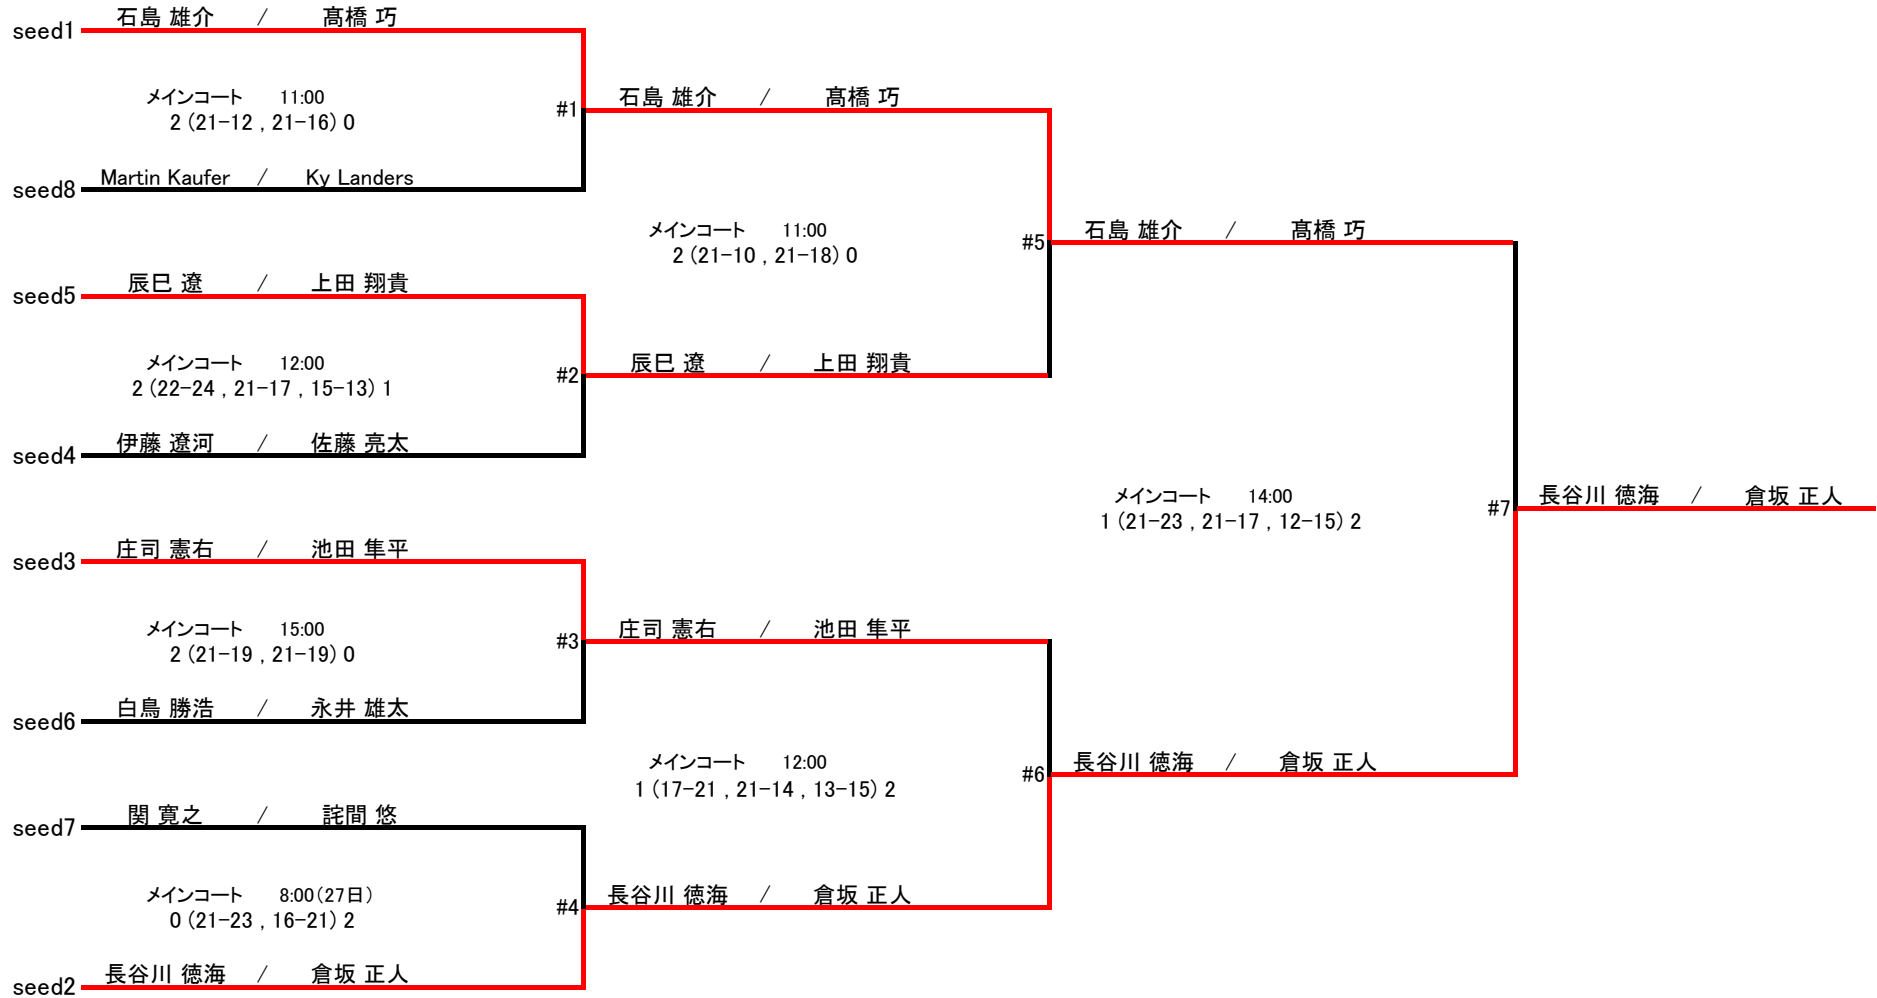 seed1 石島 雄介 / 髙橋 巧
メインコート 11:00
2 (21-12 , 21-16) 0
#1
seed8 Martin Kaufer / Ky Landers
石島 雄介 / 髙橋 巧
seed5 辰巳 遼 / 上田 翔貴
メインコート 12:00
2 (22-24 , 21-17 , 15-13) 1
#2
seed4 伊藤 遼河 / 佐藤 亮太
辰巳 遼 / 上田 翔貴
メインコート 11:00
2 (21-10 , 21-18) 0
#5
石島 雄介 / 髙橋 巧
seed3 庄司 憲右 / 池田 隼平
メインコート 15:00
2 (21-19 , 21-19) 0
#3
seed6 白鳥 勝浩 / 永井 雄太
庄司 憲右 / 池田 隼平
seed7 関 寛之 / 詫間 悠
メインコート 8:00(27日)
0 (21-23 , 16-21) 2
#4
seed2 長谷川 徳海 / 倉坂 正人
長谷川 徳海 / 倉坂 正人
メインコート 12:00
1 (17-21 , 21-14 , 13-15) 2
#6
長谷川 徳海 / 倉坂 正人
メインコート 14:00
1 (21-23 , 21-17 , 12-15) 2
#7
長谷川 徳海 / 倉坂 正人